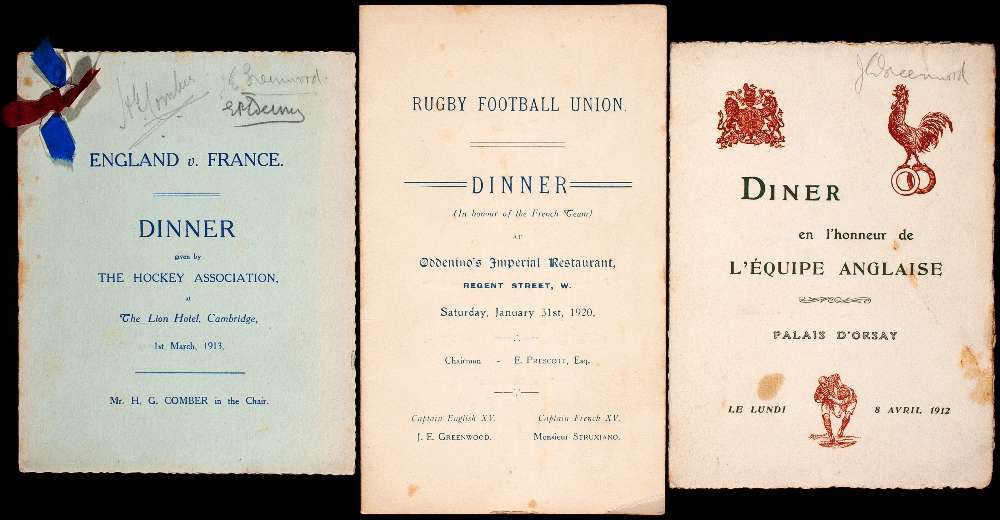 H G Comber
J E Greenwood
ENGLAND v. FRANCE.
DINNER
given by
THE HOCKEY ASSOCIATION,
at
The Lion Hotel, Cambridge,
1st March, 1913.
Mr. H. G. COMBER in the Chair.
RUGBY FOOTBALL UNION.
DINNER
(In honour of the French Team)
AT
Oddenino's Imperial Restaurant,
REGENT STREET, W.
Saturday, January 31st, 1920.
Chairman - E. PRESCOTT, Esq.
Captain English XV. Captain French XV.
J. E. GREENWOOD. Monsieur STRUXIANO.
J E Greenwood
DINER
en l'honneur de
L'ÉQUIPE ANGLAISE
PALAIS D'ORSAY
LE LUNDI 8 AVRIL 1912